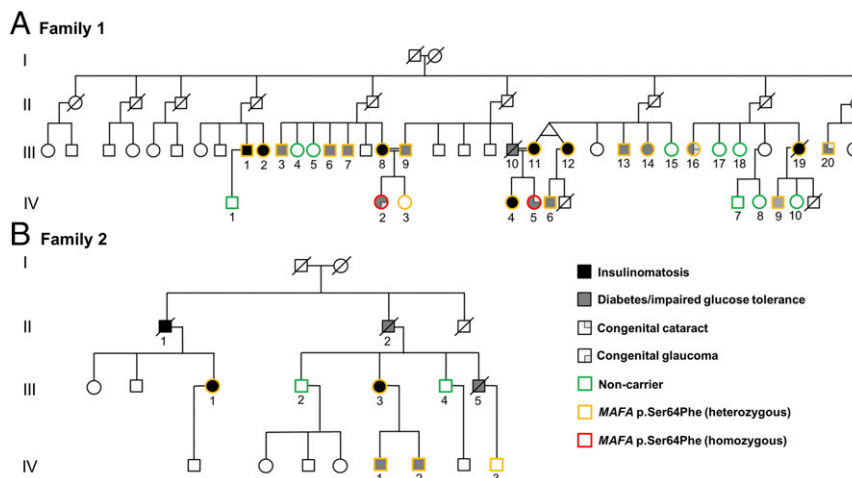 A Family 1
I
II
III
1 2 3 4 5 6 7 8 9 10 11 12 13 14 15 16 17 18 19 20
IV
1 2 3 4 5 6 7 8 9 10
B Family 2
I
II
1 2
III
1 2 3 4 5
IV
1 2 3
Insulinomatosis
Diabetes/impaired glucose tolerance
Congenital cataract
Congenital glaucoma
Non-carrier
MAFA p.Ser64Phe (heterozygous)
MAFA p.Ser64Phe (homozygous)